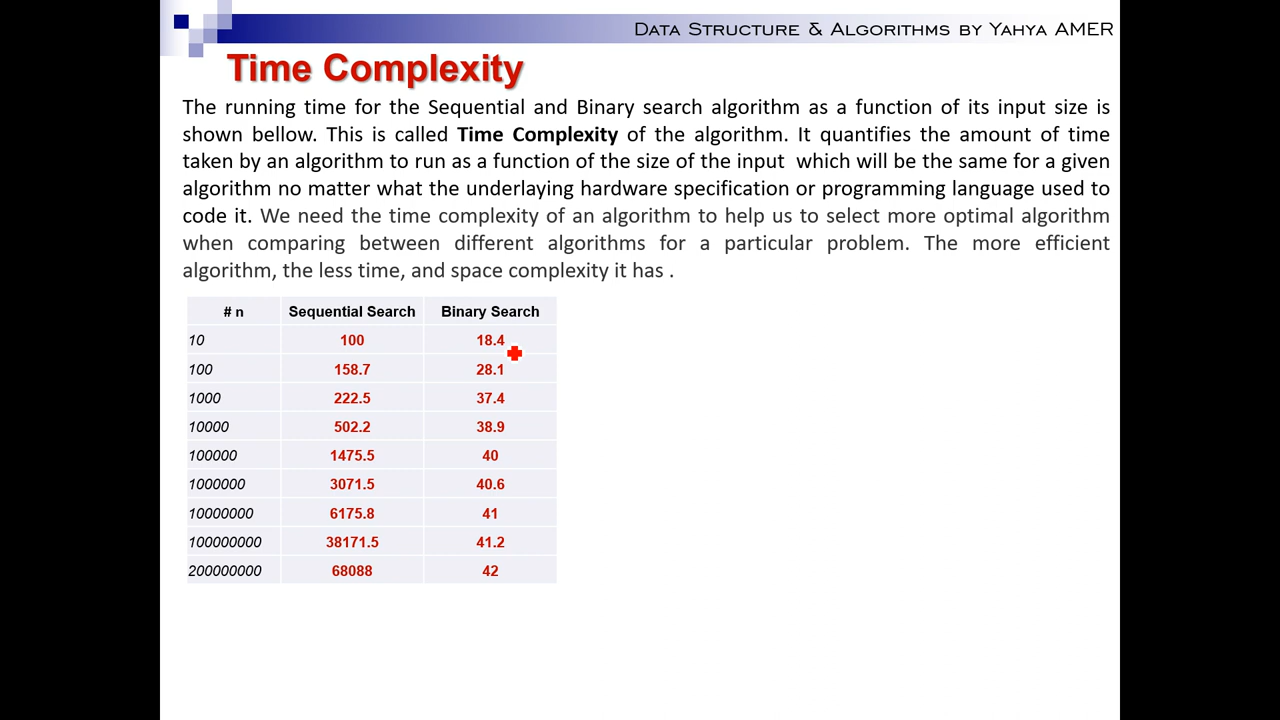 DATA STRUCTURE & ALGORITHMS BY YAHYA AMER
Time Complexity
The running time for the Sequential and Binary search algorithm as a function of its input size is
shown bellow. This is called Time Complexity of the algorithm. It quantifies the amount of time
taken by an algorithm to run as a function of the size of the input which will be the same for a given
algorithm no matter what the underlaying hardware specification or programming language used to
code it. We need the time complexity of an algorithm to help us to select more optimal algorithm
when comparing between different algorithms for a particular problem. The more efficient
algorithm, the less time, and space complexity it has .
# n Sequential Search Binary Search
10 100 18.4
100 158.7 28.1
1000 222.5 37.4
10000 502.2 38.9
100000 1475.5 40
1000000 3071.5 40.6
10000000 6175.8 41
100000000 38171.5 41.2
200000000 68088 42